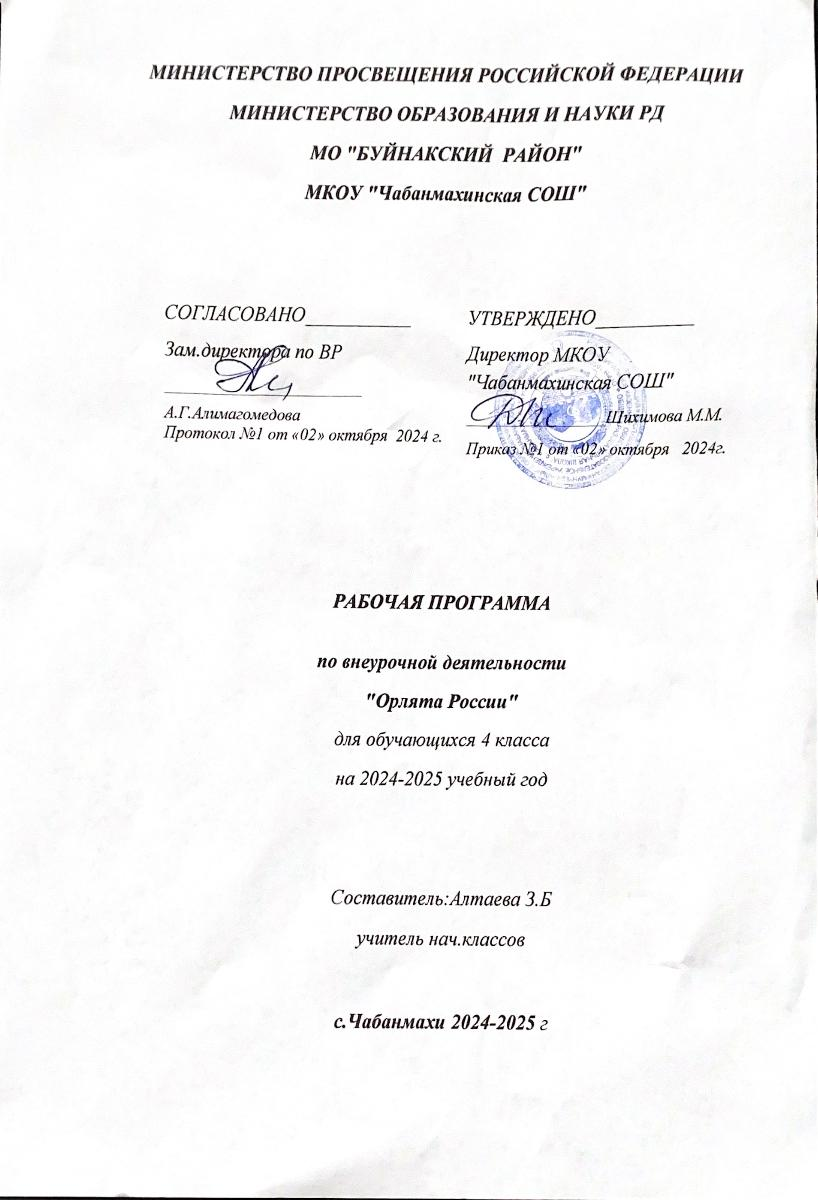 МИНИСТЕРСТВО ПРОСВЕЩЕНИЯ РОССИЙСКОЙ ФЕДЕРАЦИИ
МИНИСТЕРСТВО ОБРАЗОВАНИЯ И НАУКИ РД
МО "БУЙНАКСКИЙ РАЙОН"
МКОУ "Чабанмахинская СОШ"
СОГЛАСОВАНО___________
Зам.директора по ВР
А.Г.Алимагомедова
Протокол №1 от «02» октября 2024 г.
УТВЕРЖДЕНО__________
Директор МКОУ
"Чабанмахинская СОШ"
Шихимова М.М.
Приказ №1 от «02» октября 2024г.
РАБОЧАЯ ПРОГРАММА
по внеурочной деятельности
"Орлята России"
для обучающихся 4 класса
на 2024-2025 учебный год
Составитель:Алтаева З.Б
учитель нач.классов
с.Чабанмахи 2024-2025 г